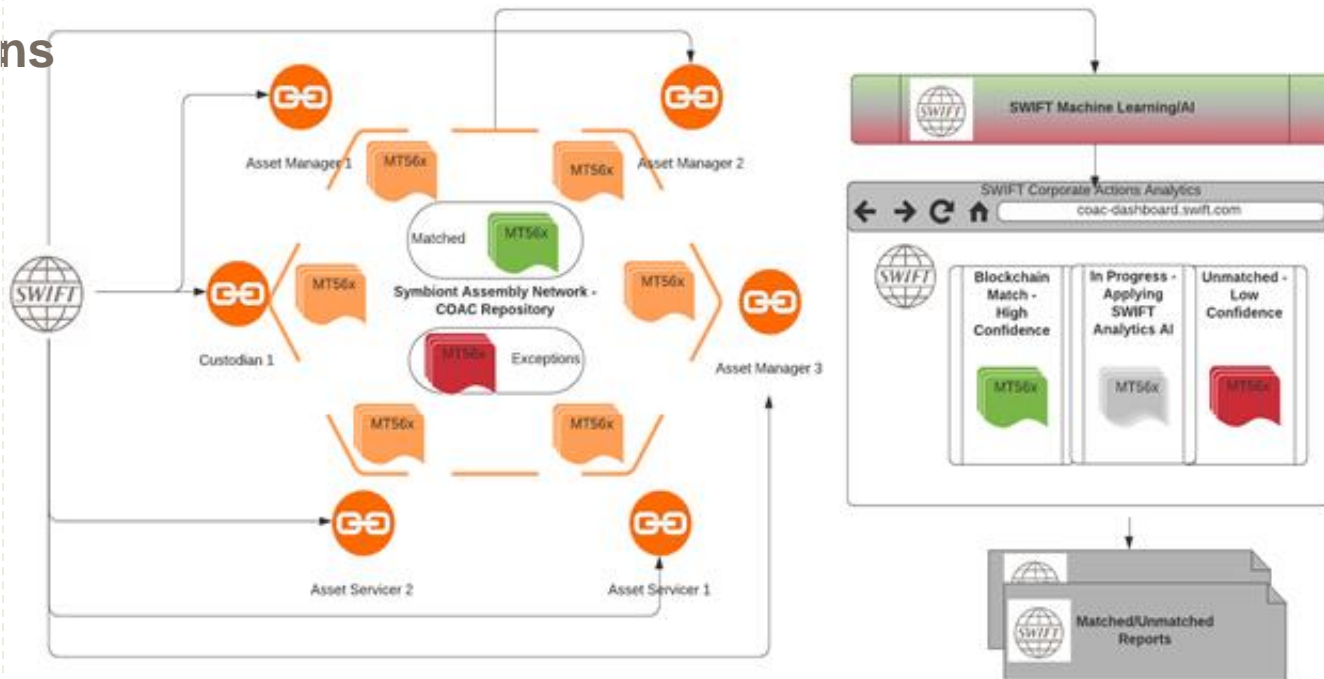 ns
Asset Manager 1
MT56x
MT56x
Asset Manager 2
Matched
MT56x
SWIFT
Custodian 1
MT56x
Symbiont Assembly Network -
COAC Repository
MT56x
MT56x
Exceptions
Asset Manager 3
MT56x
MT56x
Asset Servicer 2
Asset Servicer 1
SWIFT
SWIFT Machine Learning/AI
SWIFT Corporate Actions Analytics
coac-dashboard.swift.com
SWIFT
Blockchain
Match -
High
Confidence
MT56x
In Progress -
Applying
SWIFT
Analytics AI
MT56x
Unmatched -
Low
Confidence
MT56x
SWIFT
Matched/Unmatched
Reports